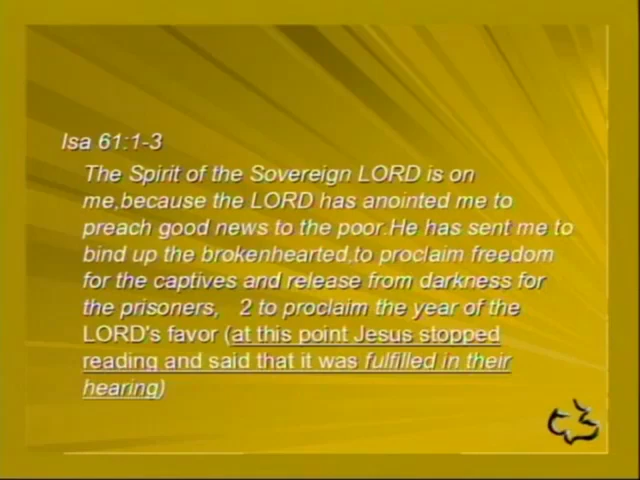 Isa 61:1-3
The Spirit of the Sovereign LORD is on
me,because the LORD has anointed me to
preach good news to the poor.He has sent me to
bind up the brokenhearted,to proclaim freedom
for the captives and release from darkness for
the prisoners, 2 to proclaim the year of the
LORD's favor (at this point Jesus stopped
reading and said that it was fulfilled in their
hearing)